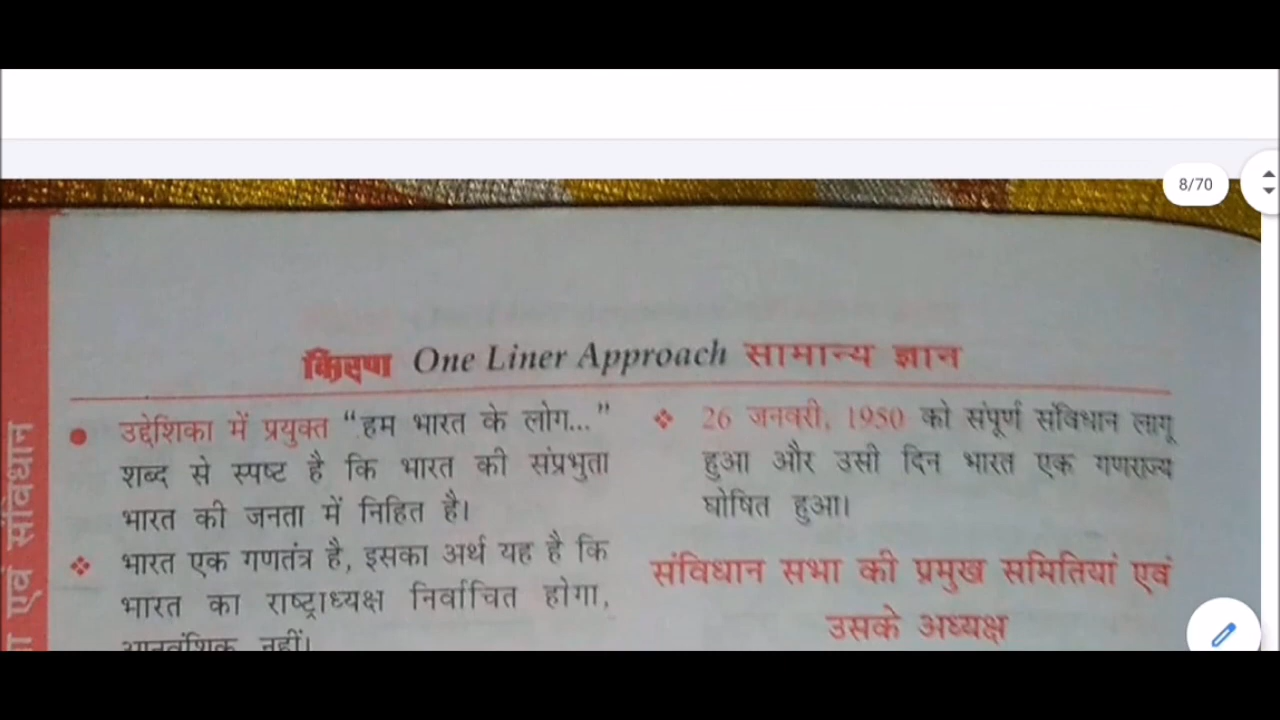 8/70
किरण One Liner Approach सामान्य ज्ञान
उद्देशिका में प्रयुक्त “हम भारत के लोग...”
शब्द से स्पष्ट है कि भारत की संप्रभुता
भारत की जनता में निहित है।
भारत एक गणतंत्र है, इसका अर्थ यह है कि
भारत का राष्ट्राध्यक्ष निर्वाचित होगा,
आनुवंशिक नहीं।
26 जनवरी, 1950 को संपूर्ण संविधान लागू
हुआ और उसी दिन भारत एक गणराज्य
घोषित हुआ।
संविधान सभा की प्रमुख समितियां एवं
उसके अध्यक्ष
एवं संविधान